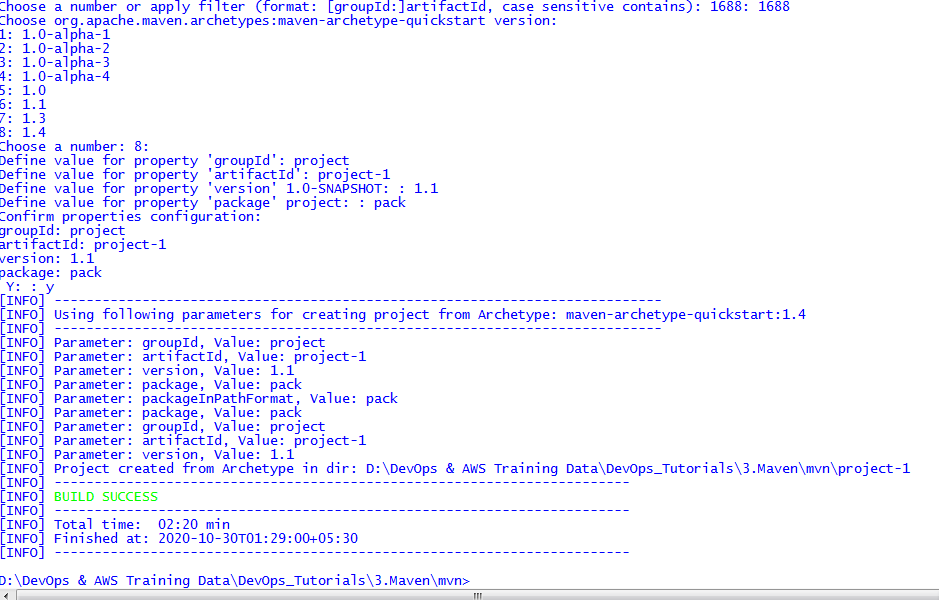 Choose a number or apply filter (format: [groupId:]artifactId, case sensitive contains): 1688: 1688
Choose org.apache.maven.archetypes:maven-archetype-quickstart version:
1: 1.0-alpha-1
2: 1.0-alpha-2
3: 1.0-alpha-3
4: 1.0-alpha-4
5: 1.0
6: 1.1
7: 1.3
8: 1.4
Choose a number: 8:
Define value for property 'groupId': project
Define value for property 'artifactId': project-1
Define value for property 'version' 1.0-SNAPSHOT: : 1.1
Define value for property 'package' project: : pack
Confirm properties configuration:
groupId: project
artifactId: project-1
version: 1.1
package: pack
 Y: : y
[INFO] ----------------------------------------------------------------------------
[INFO] Using following parameters for creating project from Archetype: maven-archetype-quickstart:1.4
[INFO] ----------------------------------------------------------------------------
[INFO] Parameter: groupId, Value: project
[INFO] Parameter: artifactId, Value: project-1
[INFO] Parameter: version, Value: 1.1
[INFO] Parameter: package, Value: pack
[INFO] Parameter: packageInPathFormat, Value: pack
[INFO] Parameter: package, Value: pack
[INFO] Parameter: groupId, Value: project
[INFO] Parameter: artifactId, Value: project-1
[INFO] Parameter: version, Value: 1.1
[INFO] Project created from Archetype in dir: D:\DevOps & AWS Training Data\DevOps_Tutorials\3.Maven\mvn\project-1
[INFO] ------------------------------------------------------------------------
[INFO] BUILD SUCCESS
[INFO] ------------------------------------------------------------------------
[INFO] Total time:  02:20 min
[INFO] Finished at: 2020-10-30T01:29:00+05:30
[INFO] ------------------------------------------------------------------------
D:\DevOps & AWS Training Data\DevOps_Tutorials\3.Maven\mvn>